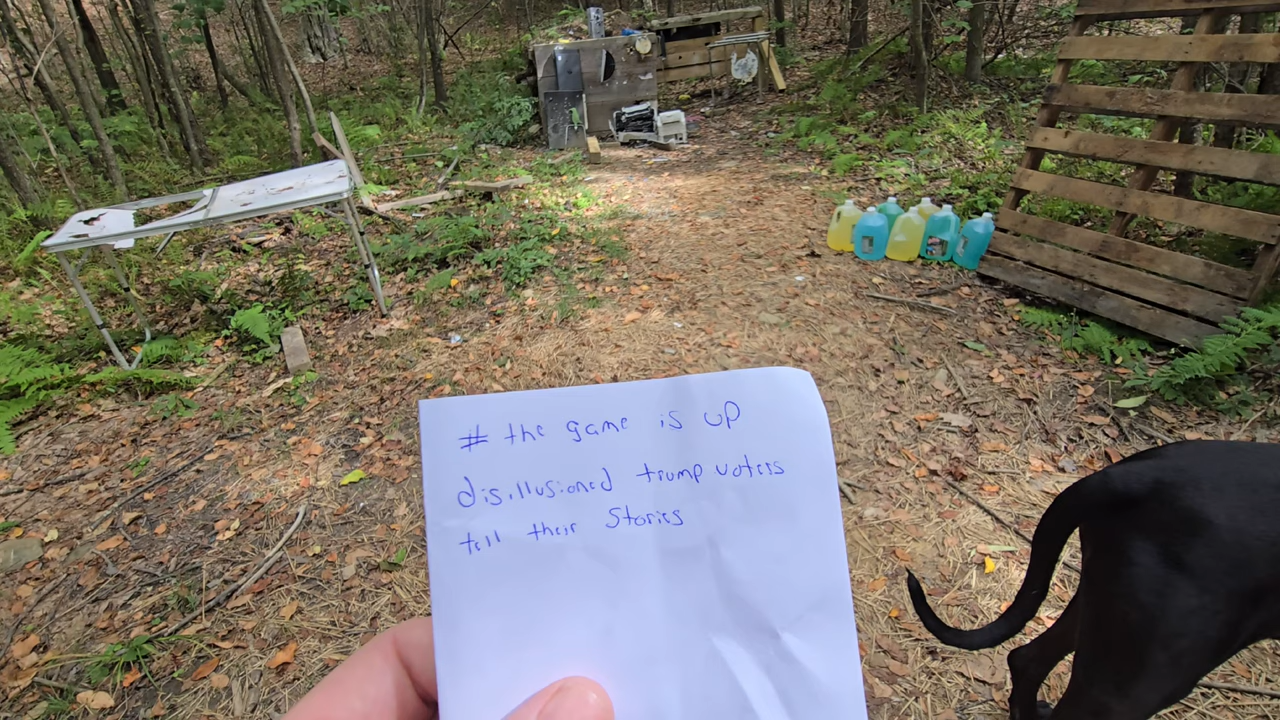 # the game is up
disillusioned trump voters
tell their Stories